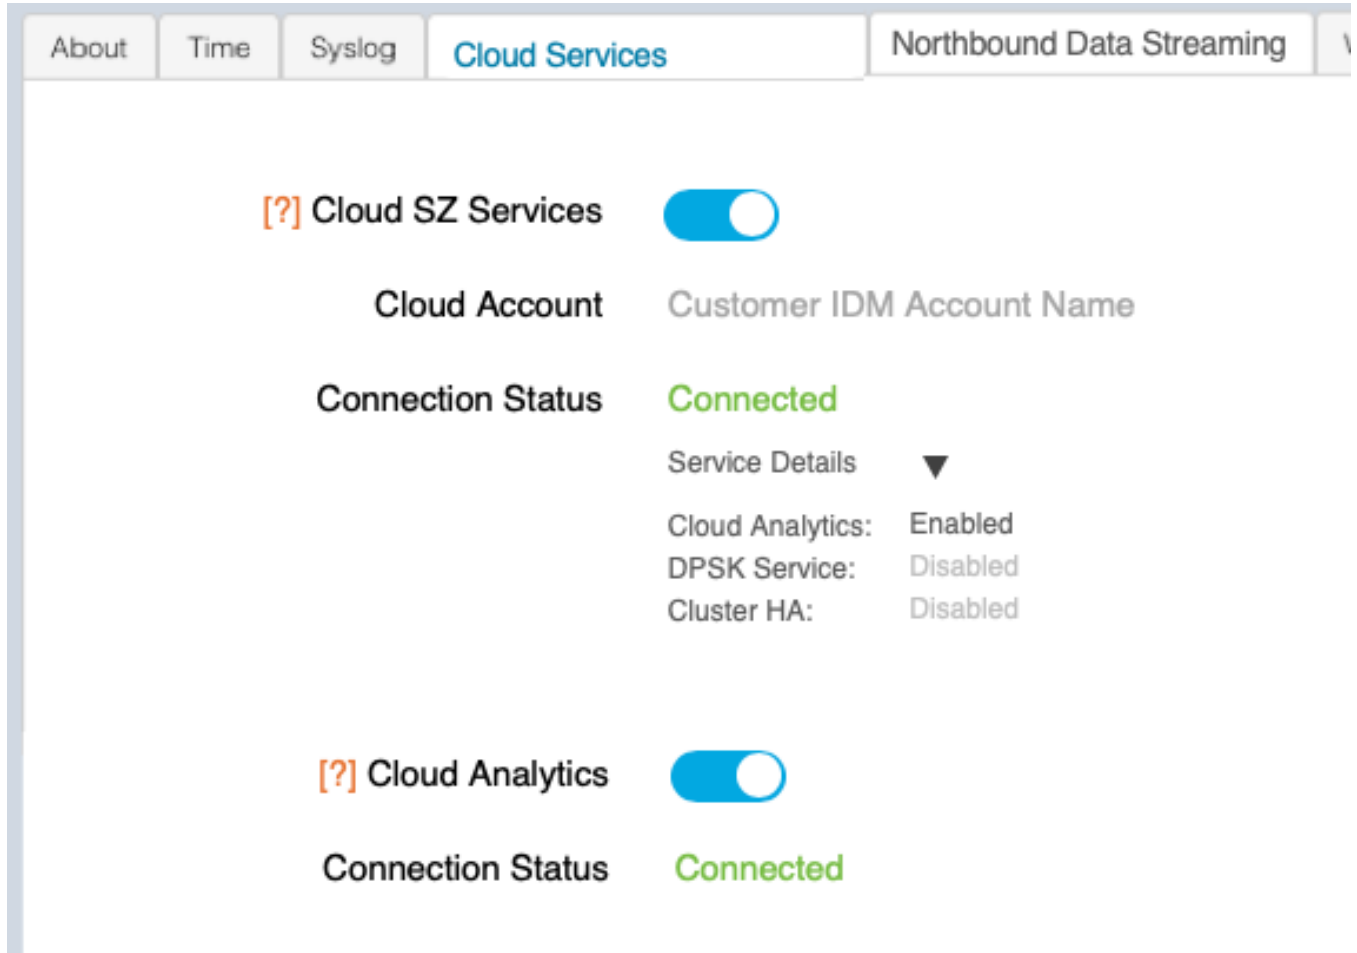 About Time Syslog Cloud Services Northbound Data Streaming
[?] Cloud SZ Services
Cloud Account Customer IDM Account Name
Connection Status Connected
Service Details
Cloud Analytics: Enabled
DPSK Service: Disabled
Cluster HA: Disabled
[?] Cloud Analytics
Connection Status Connected